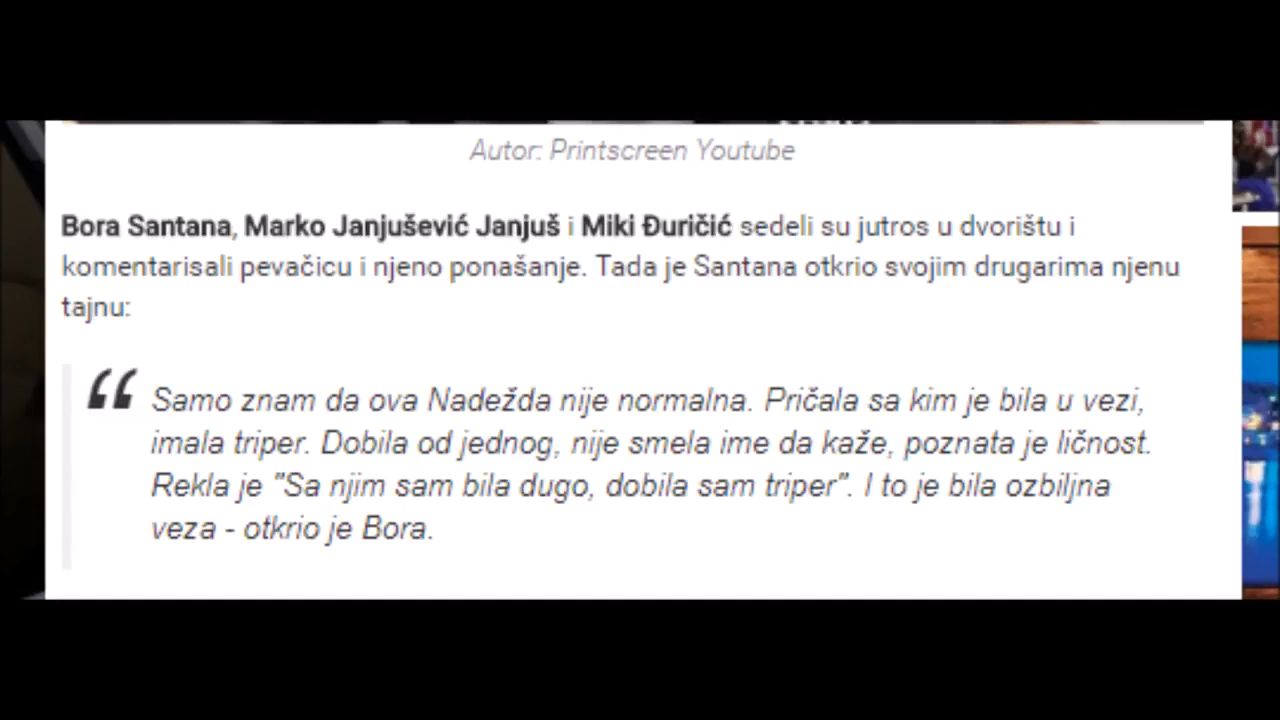 Autor: Printscreen Youtube
Bora Santana, Marko Janjušević Janjuš i Miki Đuričić sedeli su jutros u dvorištu i
komentarisali pevačicu i njeno ponašanje. Tada je Santana otkrio svojim drugarima njenu
tajnu:
“ Samo znam da ova Nadežda nije normalna. Pričala sa kim je bila u vezi,
imala triper. Dobila od jednog, nije smela ime da kaže, poznata je ličnost.
Rekla je "Sa njim sam bila dugo, dobila sam triper". I to je bila ozbiljna
veza - otkrio je Bora.